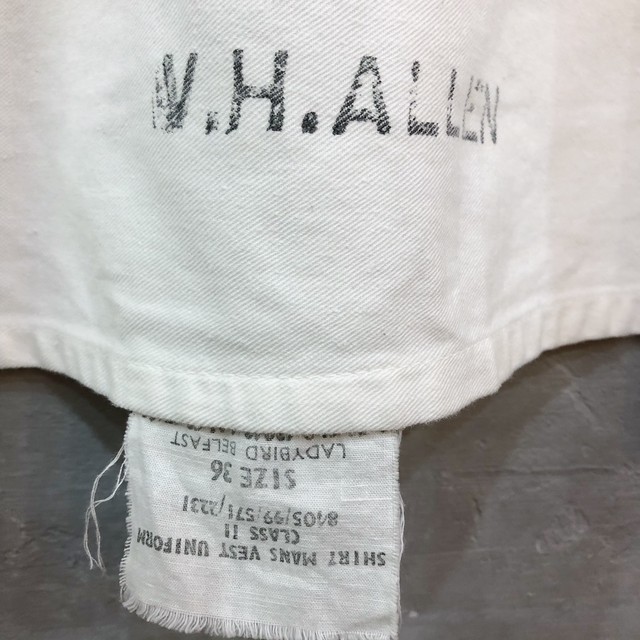 W.H.ALLEN
SHIRT MANS VEST UNIFORM
CLASS II
8405/99/571/2231
SIZE 36
LADYBIRD BELFAST